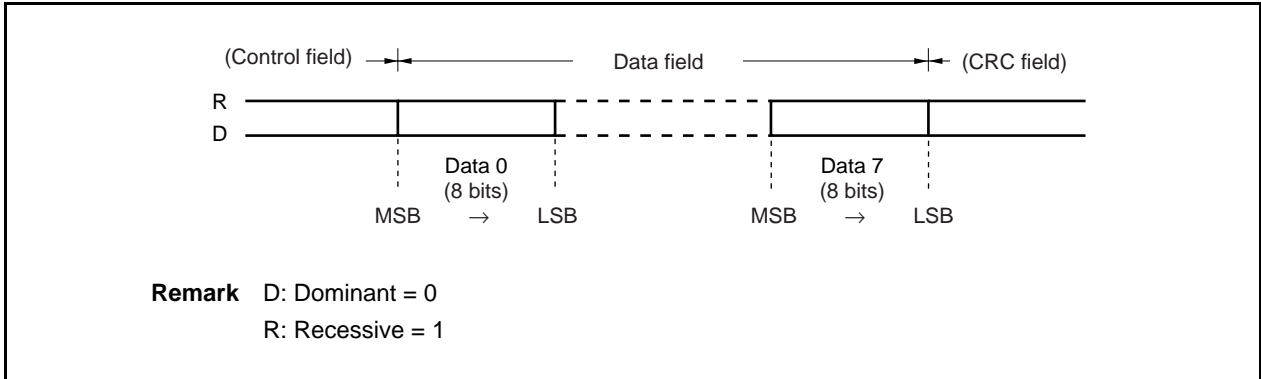 (Control field) Data field (CRC field)
R
D
Data 0 Data 7
(8 bits) (8 bits)
MSB → LSB MSB → LSB
Remark D: Dominant = 0
R: Recessive = 1